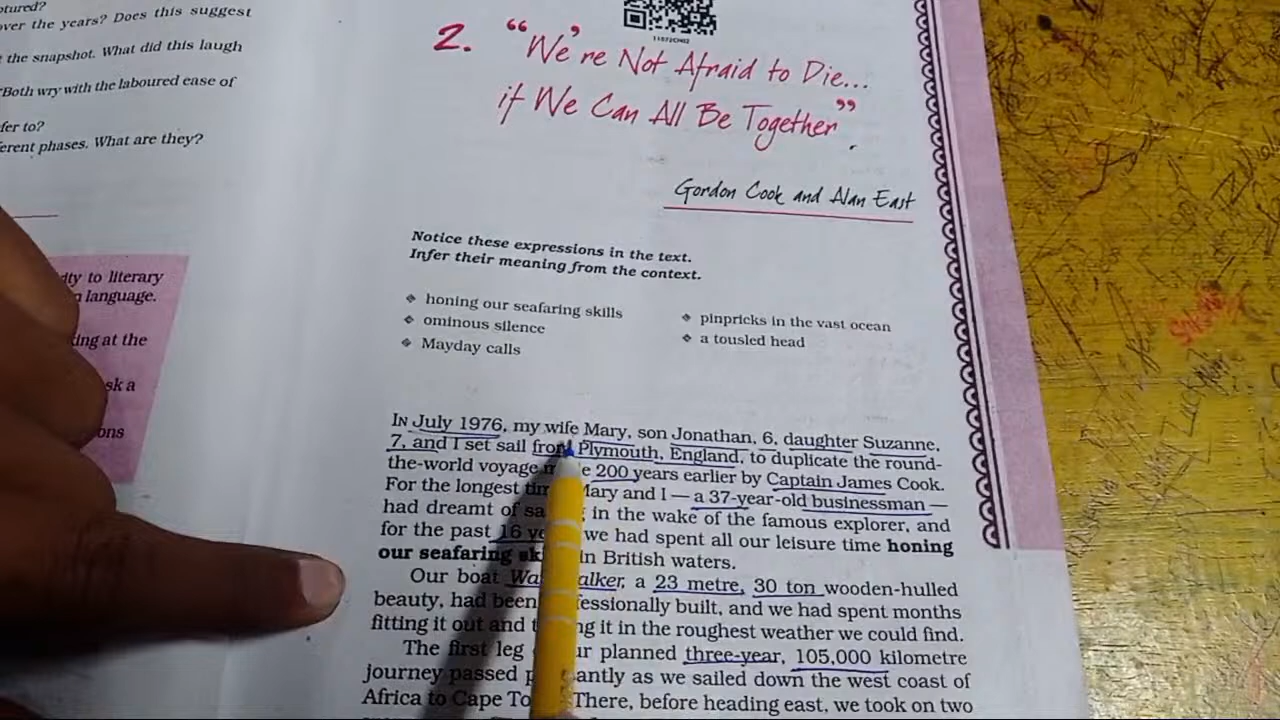 ptured?
over the years? Does this suggest
the snapshot. What did this laugh
"Both wry with the laboured ease of
fer to?
erent phases. What are they?
ity to literary
language.
king at the
sk a
ons
11072CH02
2. "We're Not Afraid to Die...
if We Can All Be Together"
Gordon Cook and Alan East
Notice these expressions in the text.
Infer their meaning from the context.
❖ honing our seafaring skills
❖ ominous silence
❖ Mayday calls
❖ pinpricks in the vast ocean
❖ a tousled head
IN July 1976, my wife Mary, son Jonathan, 6, daughter Suzanne,
7, and I set sail from Plymouth, England, to duplicate the round-
the-world voyage 200 years earlier by Captain James Cook.
For the longest Mary and I — a 37-year-old businessman —
had dreamt of in the wake of the famous explorer, and
for the past 16 we had spent all our leisure time honing
our seafaring in British waters.
Our boat a 23 metre, 30 ton wooden-hulled
beauty, had been professionally built, and we had spent months
fitting it out and it in the roughest weather we could find.
The first leg planned three-year, 105,000 kilometre
journey passed pleasantly as we sailed down the west coast of
Africa to Cape There, before heading east, we took on two